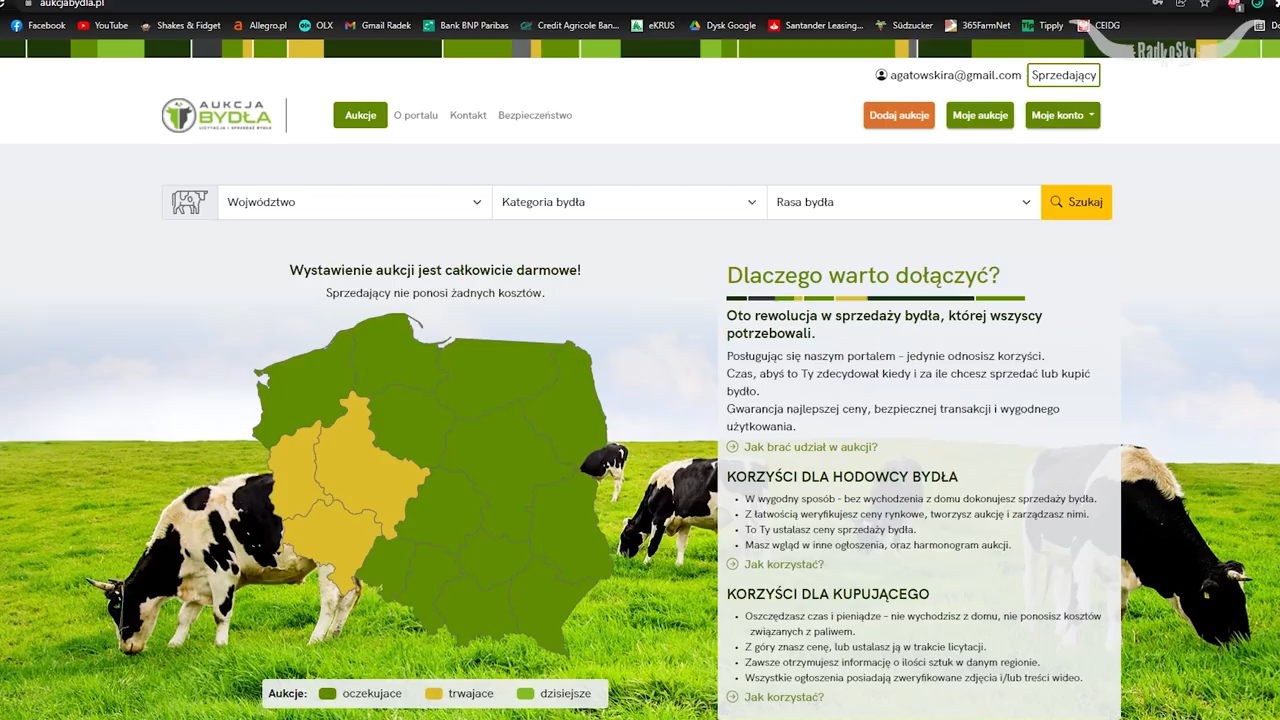 aukcjabydla.pl
Facebook YouTube Shakes & Fidget Allegro.pl OLX Gmail Radek Bank BNP Paribas Credit Agricole Ban... eKRUS Dysk Google Santander Leasing... Südzucker 365FarmNet Tipply CEIDG
RadkoSky
agatowskira@gmail.com Sprzedający
AUKCJA
BYDŁA
LICYTACJA I SPRZEDAŻ BYDŁA
Aukcje O portalu Kontakt Bezpieczeństwo
Dodaj aukcje Moje aukcje Moje konto
Województwo Kategoria bydła Rasa bydła Szukaj
Wystawienie aukcji jest całkowicie darmowe!
Sprzedający nie ponosi żadnych kosztów.
Dlaczego warto dołączyć?
Oto rewolucja w sprzedaży bydła, której wszyscy
potrzebowali.
Posługując się naszym portalem – jedynie odnosisz korzyści.
Czas, abyś to Ty zdecydował kiedy i za ile chcesz sprzedać lub kupić
bydło.
Gwarancja najlepszej ceny, bezpiecznej transakcji i wygodnego
użytkowania.
Jak brać udział w aukcji?
KORZYŚCI DLA HODOWCY BYDŁA
• W wygodny sposób - bez wychodzenia z domu dokonujesz sprzedaży bydła.
• Z łatwością weryfikujesz ceny rynkowe, tworzysz aukcję i zarządzasz nimi.
• To Ty ustalasz ceny sprzedaży bydła.
• Masz wgląd w inne ogłoszenia, oraz harmonogram aukcji.
Jak korzystać?
KORZYŚCI DLA KUPUJĄCEGO
• Oszczędzasz czas i pieniądze – nie wychodzisz z domu, nie ponosisz kosztów
związanych z paliwem.
• Z góry znasz cenę, lub ustalasz ją w trakcie licytacji.
• Zawsze otrzymujesz informację o ilości sztuk w danym regionie.
• Wszystkie ogłoszenia posiadają zweryfikowane zdjęcia i/lub treści wideo.
Jak korzystać?
Aukcje: oczekujace trwajace dzisiejsze